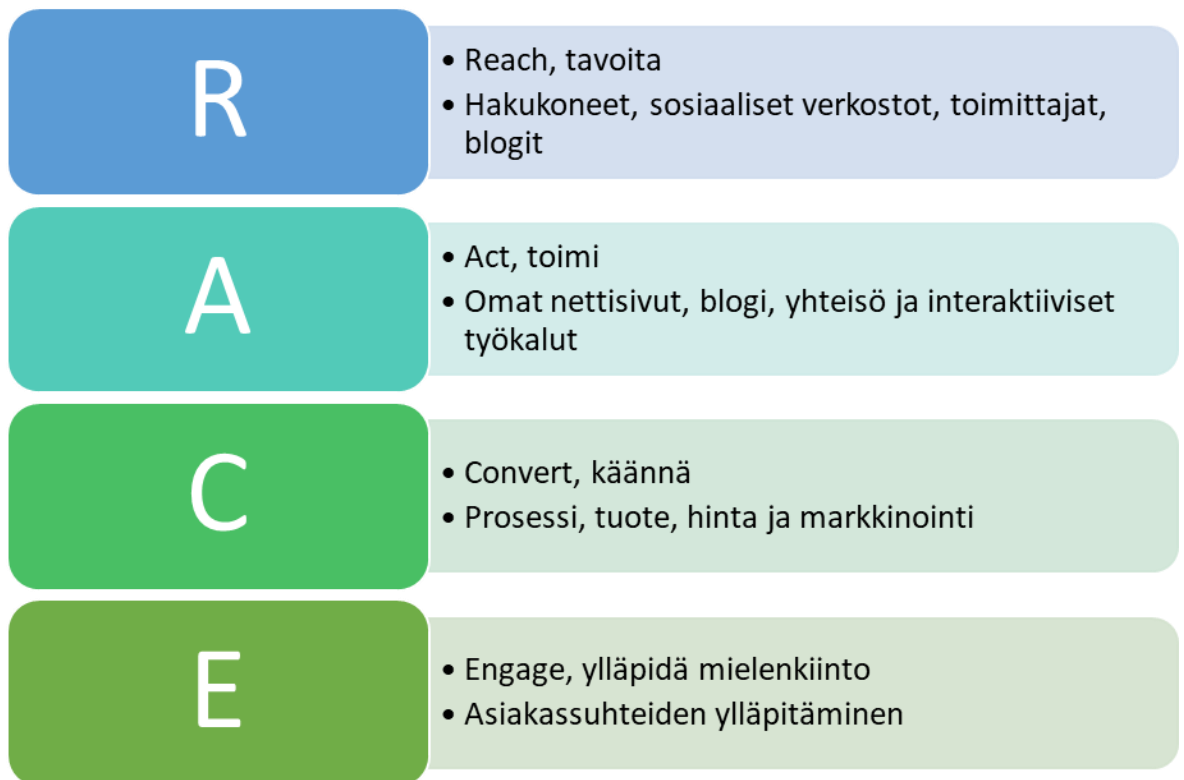 R
• Reach, tavoita
• Hakukoneet, sosiaaliset verkostot, toimittajat,
blogit
A
• Act, toimi
• Omat nettisivut, blogi, yhteisö ja interaktiiviset
työkalut
C
• Convert, käännä
• Prosessi, tuote, hinta ja markkinointi
E
• Engage, ylläpidä mielenkiinto
• Asiakassuhteiden ylläpitäminen